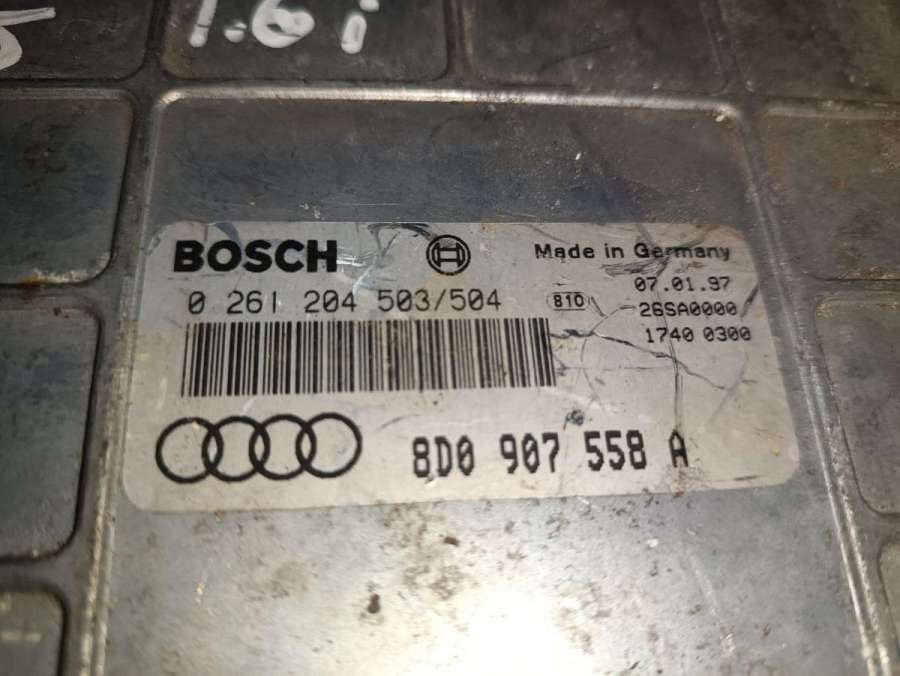 1.6 i
BOSCH
Made in Germany
0 261 204 503/504
810
07.01.97
26SA0000
1740 0300
8D0 907 558 A